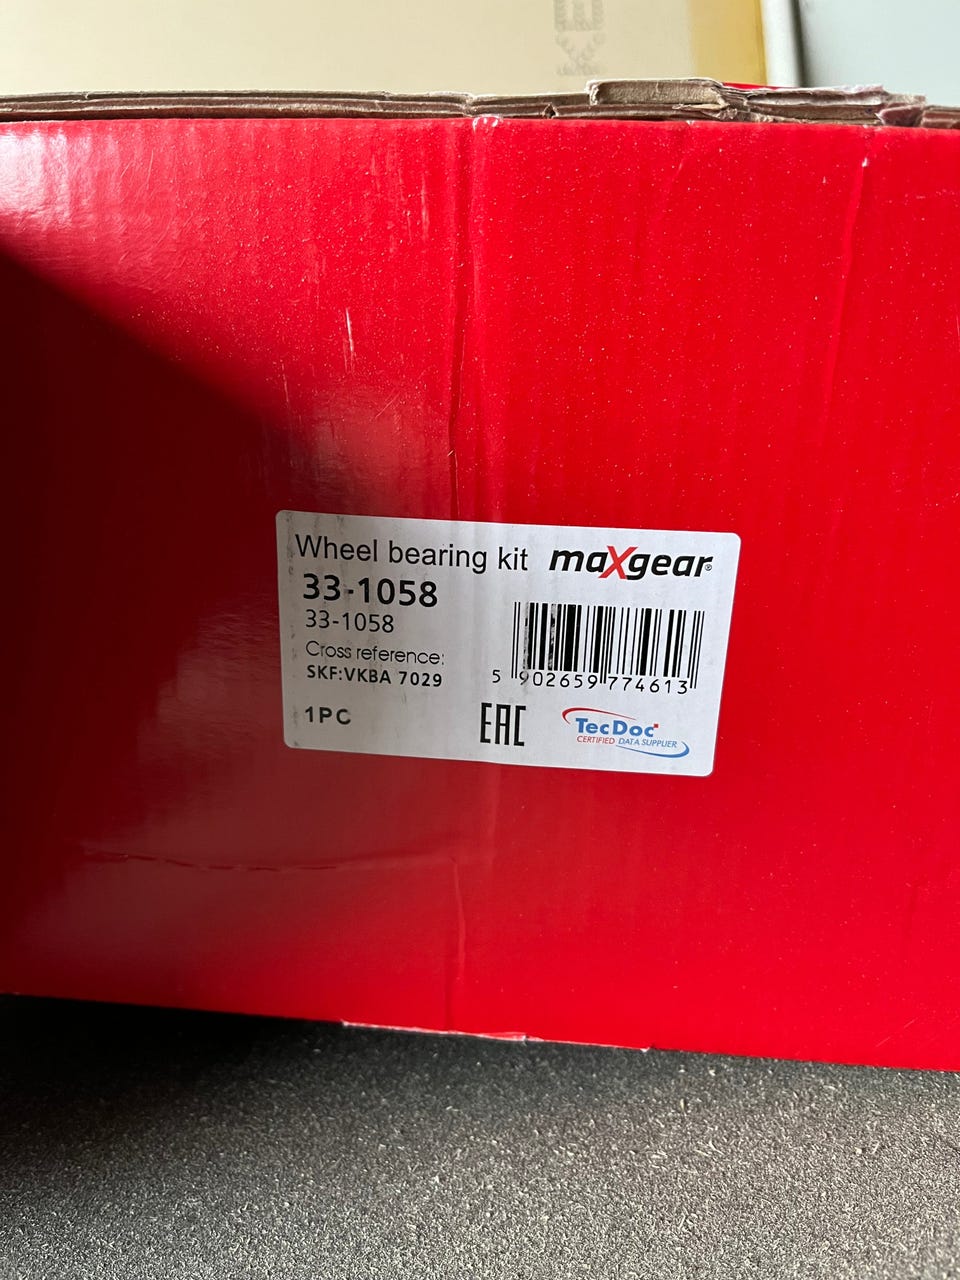 Wheel bearing kit maXgear®
33-1058
33-1058
Cross reference:
SKF:VKBA 7029
5 902659 774613
1PC
EAC
TecDoc
CERTIFIED DATA SUPPLIER